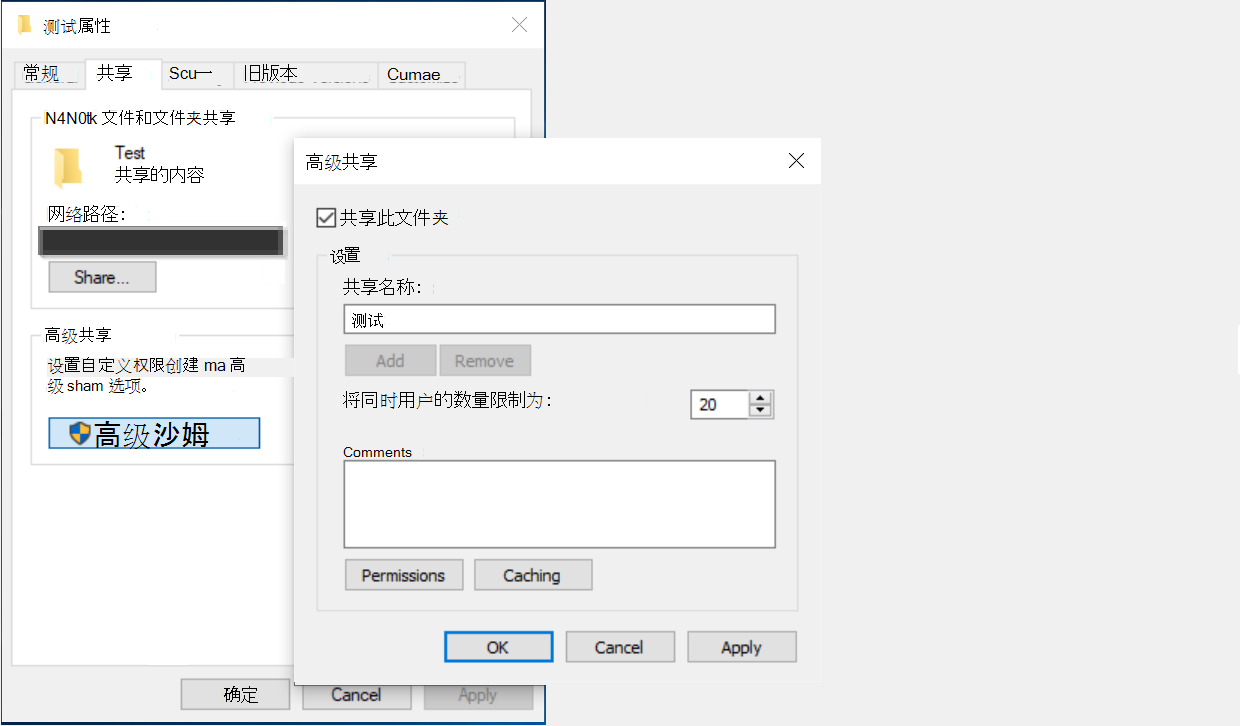 测试属性
常规 共享 Scu一 旧版本 Cumae
N4N0tk 文件和文件夹共享
Test
共享的内容
网络路径：
Share...
高级共享
设置自定义权限创建 ma 高
级 sham 选项。
高级沙姆
确定 Cancel Apply
高级共享
共享此文件夹
设置
共享名称：
测试
Add Remove
将同时用户的数量限制为： 20
Comments
Permissions Caching
OK Cancel Apply